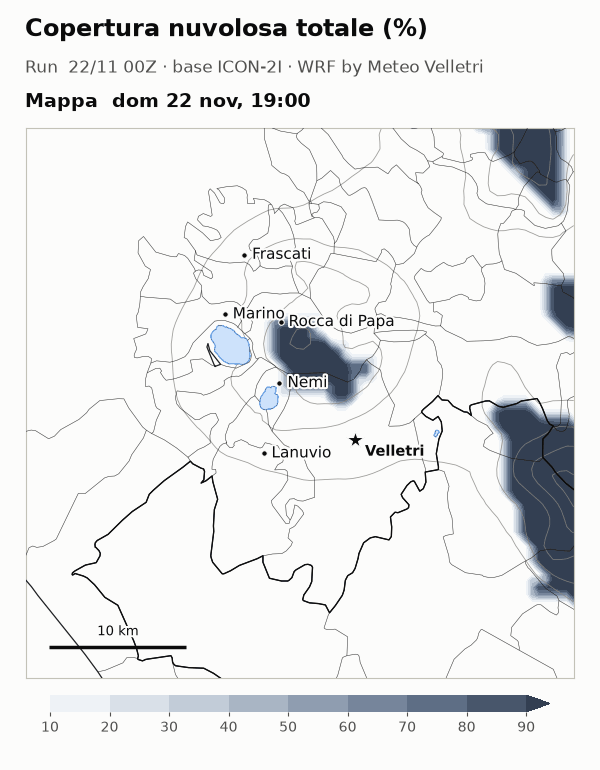 Copertura nuvolosa totale (%)
Run  22/11 00Z · base ICON-2I · WRF by Meteo Velletri
Mappa  dom 22 nov, 19:00
Frascati
Marino
Rocca di Papa
Nemi
Velletri
Lanuvio
10 km
10 20 30 40 50 60 70 80 90